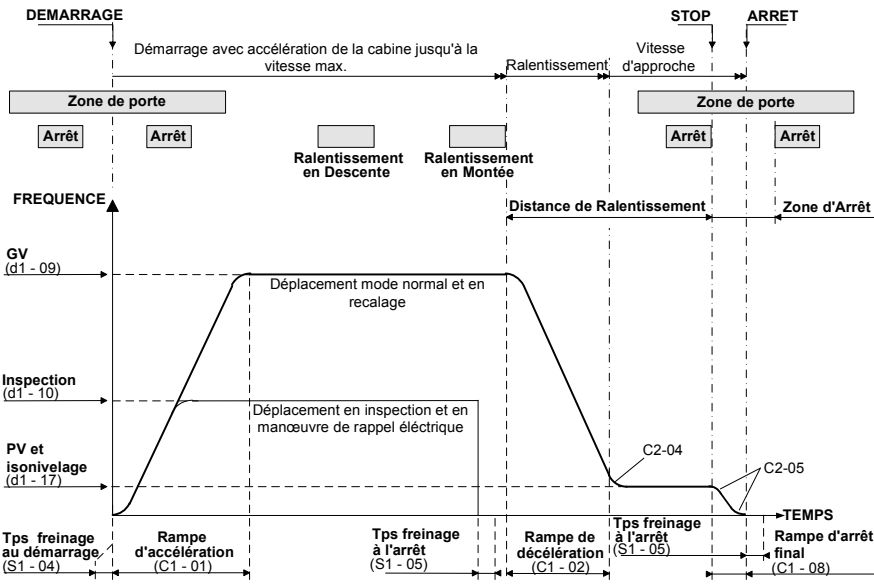 DEMARRAGE
STOP
ARRET
Démarrage avec accélération de la cabine jusqu'à la
vitesse max.
Ralentissement
Vitesse
d'approche
Zone de porte
Zone de porte
Arrêt
Arrêt
Arrêt
Arrêt
Ralentissement
en Descente
Ralentissement
en Montée
FREQUENCE
Distance de Ralentissement
Zone d'Arrêt
GV
(d1 - 09)
Déplacement mode normal et en
recalage
Inspection
(d1 - 10)
Déplacement en inspection et en
manœuvre de rappel éléctrique
PV et
isonivelage
(d1 - 17)
C2-04
C2-05
TEMPS
Tps freinage
au démarrage
(S1 - 04)
Rampe
d'accélération
(C1 - 01)
Tps freinage
à l'arrêt
(S1 - 05)
Rampe de
décélération
(C1 - 02)
Tps freinage
à l'arrêt
(S1 - 05)
Rampe d'arrêt
final
(C1 - 08)